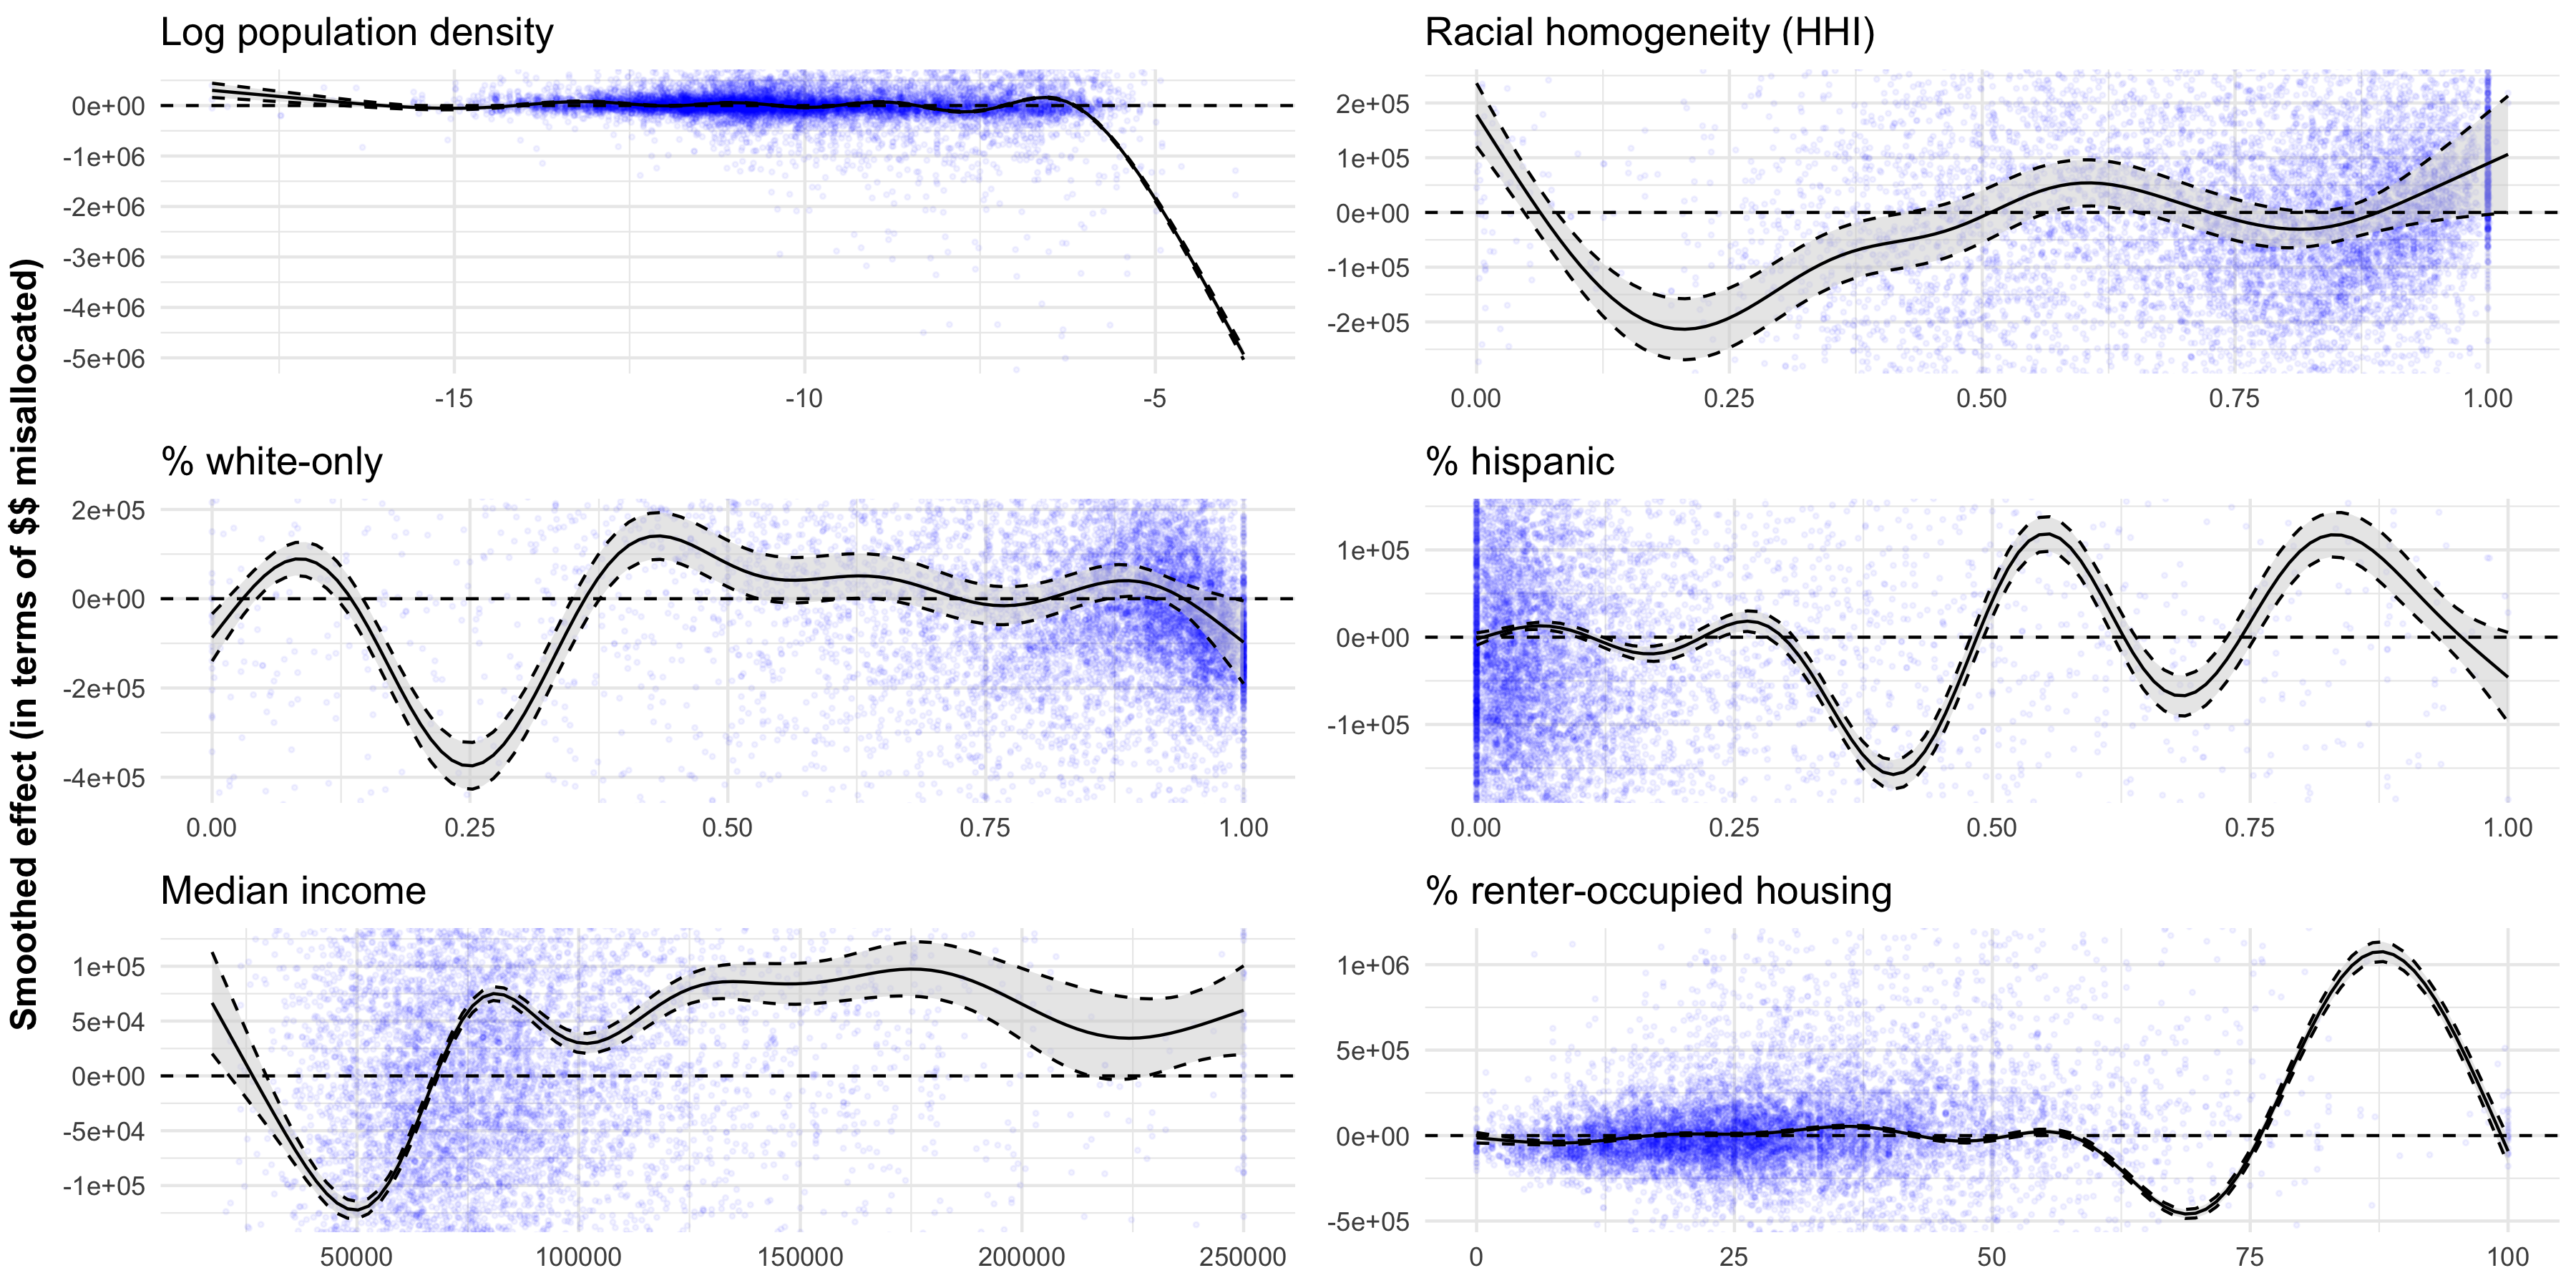 Smoothed effect (in terms of $$ misallocated)
Log population density
0e+00
-1e+06
-2e+06
-3e+06
-4e+06
-5e+06
-15 -10 -5
Racial homogeneity (HHI)
2e+05
1e+05
0e+00
-1e+05
-2e+05
0.00 0.25 0.50 0.75 1.00
% white-only
2e+05
0e+00
-2e+05
-4e+05
0.00 0.25 0.50 0.75 1.00
% hispanic
1e+05
0e+00
-1e+05
0.00 0.25 0.50 0.75 1.00
Median income
1e+05
5e+04
0e+00
-5e+04
-1e+05
50000 100000 150000 200000 250000
% renter-occupied housing
1e+06
5e+05
0e+00
-5e+05
0 25 50 75 100